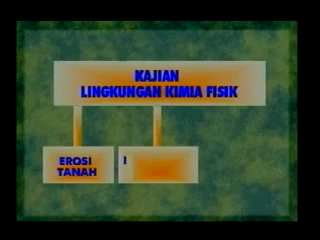 KAJIAN
LINGKUNGAN KIMIA FISIK
EROSI
TANAH
I